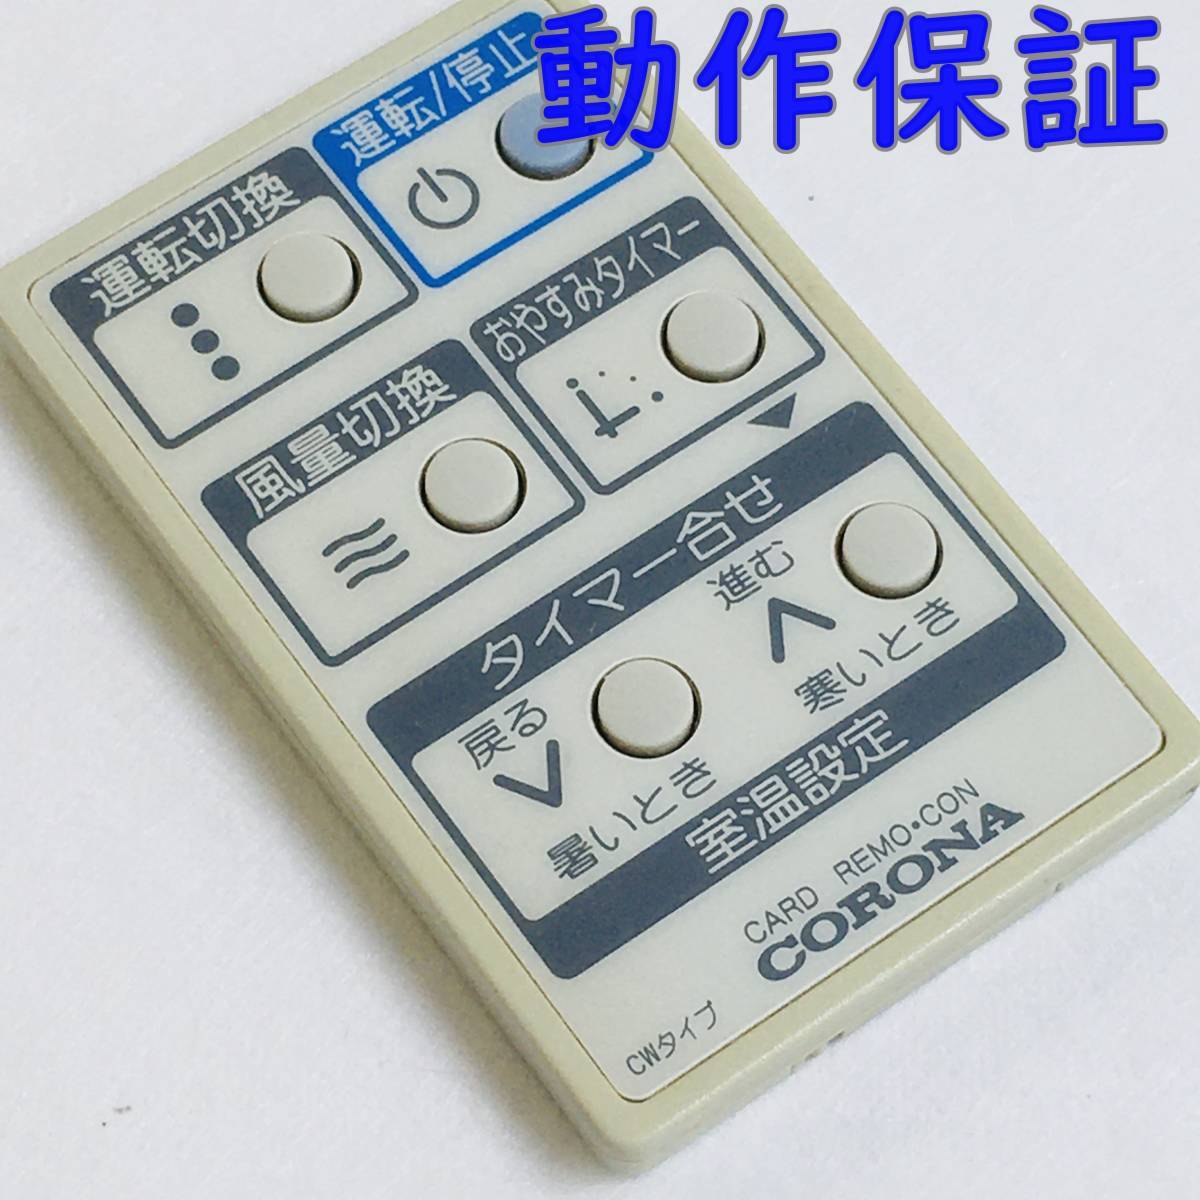 動作保証
運転/停止
運転切換
おやすみタイマー
風量切換
タイマー合せ
進む
寒いとき
戻る
暑いとき
室温設定
CARD REMO•CON
CORONA
CWタイプ